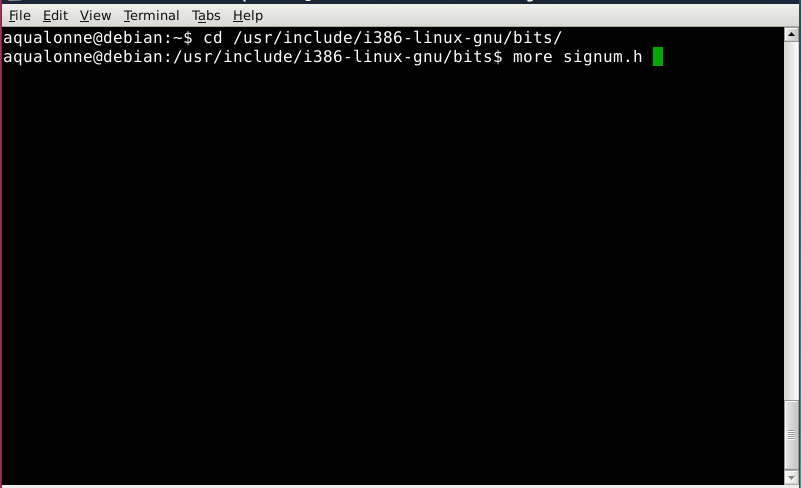 File Edit View Terminal Tabs Help
aqualonne@debian:~$ cd /usr/include/i386-linux-gnu/bits/
aqualonne@debian:/usr/include/i386-linux-gnu/bits$ more signum.h